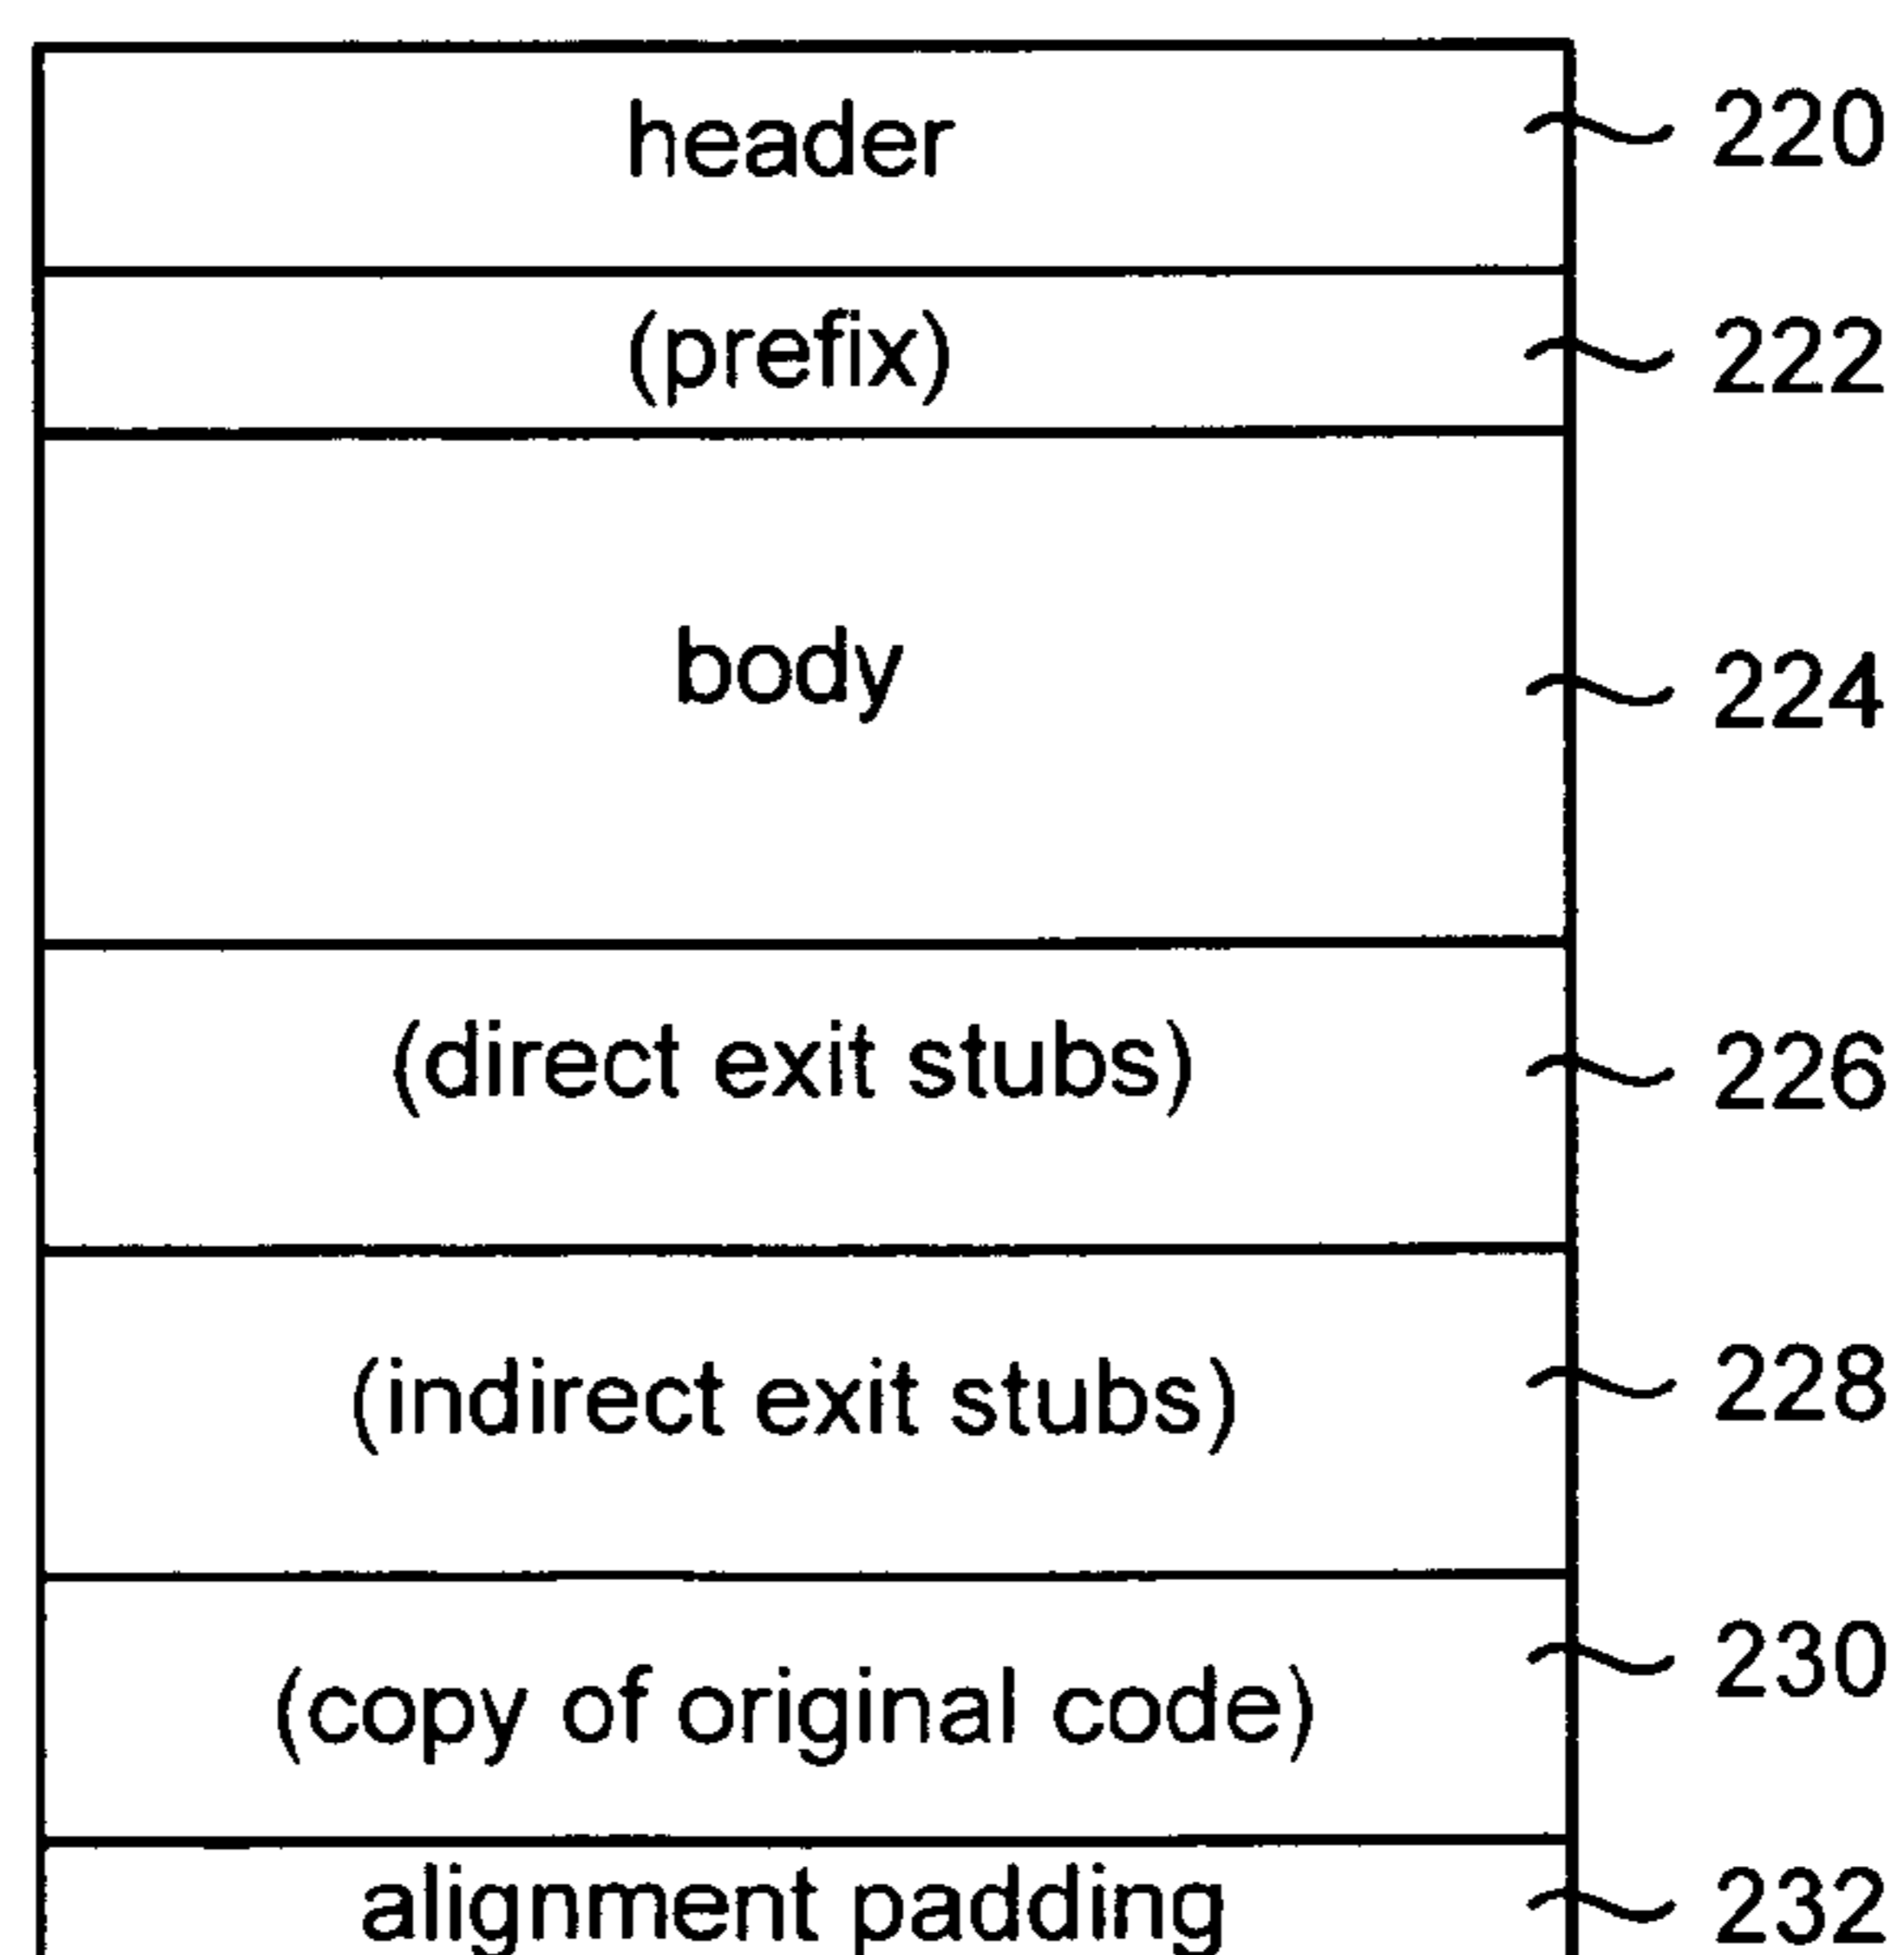 header 220
(prefix) 222
body 224
(direct exit stubs) 226
(indirect exit stubs) 228
(copy of original code) 230
alignment padding 232